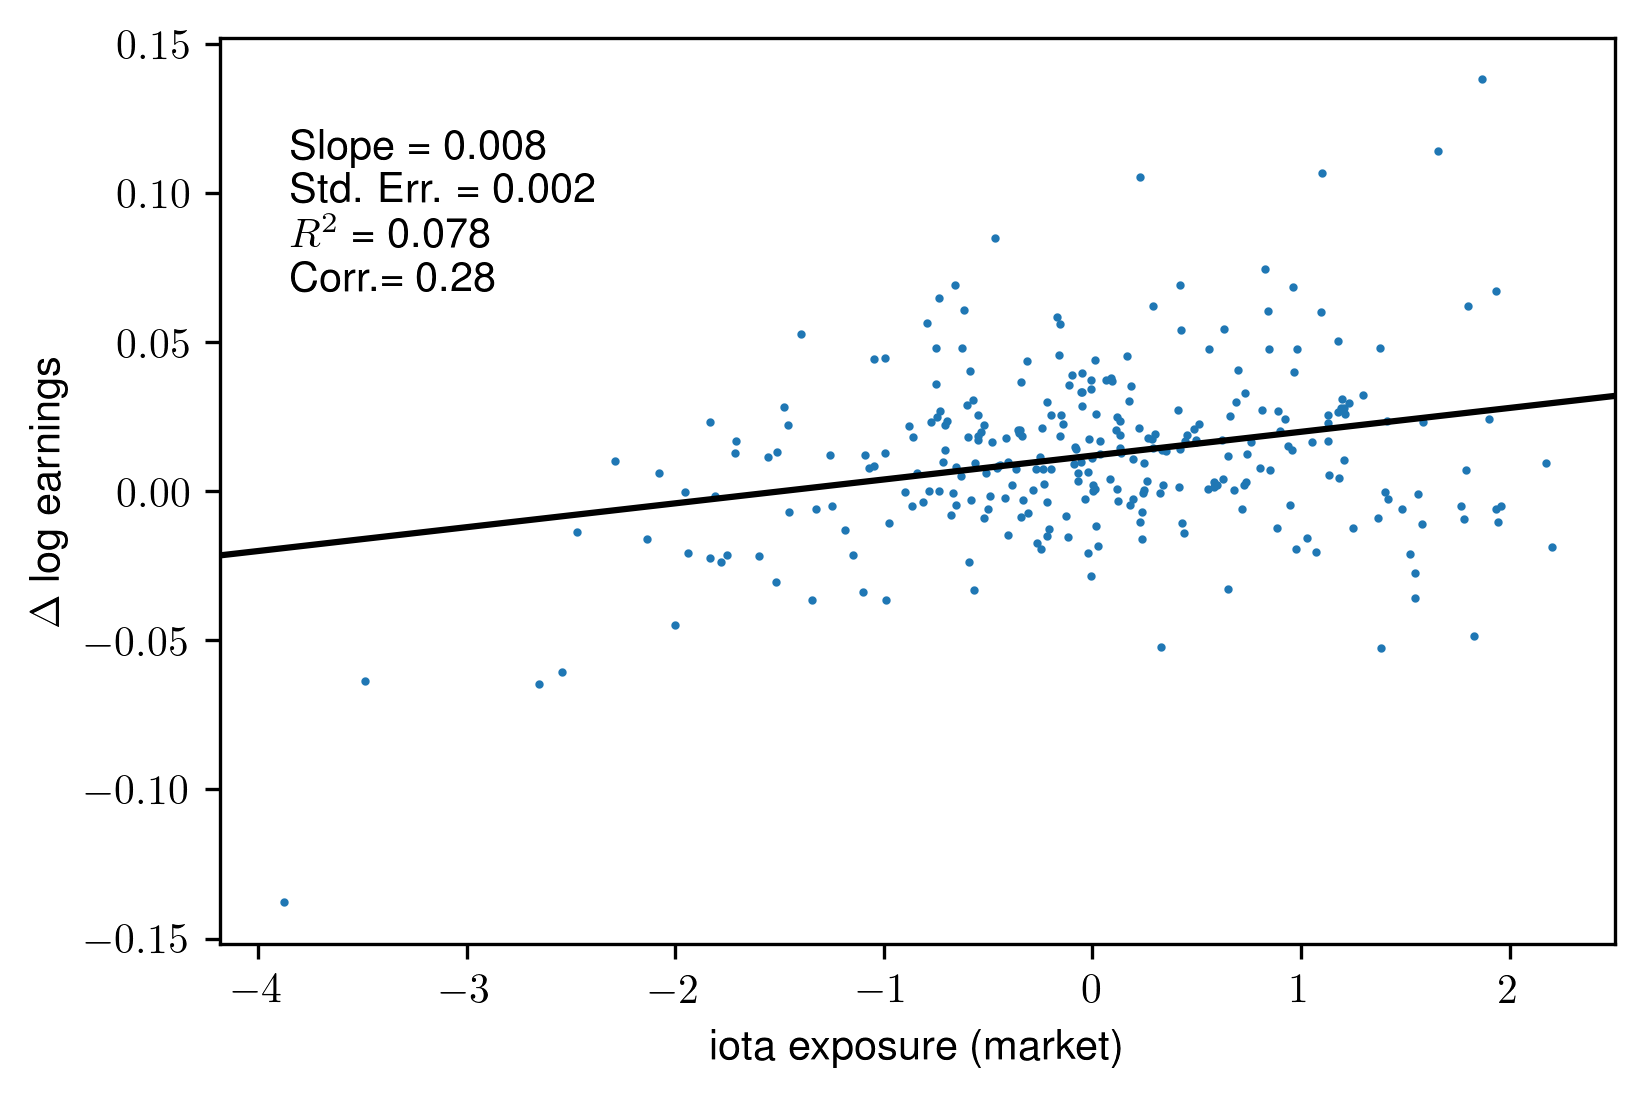 0.15
0.10
0.05
0.00
−0.05
−0.10
−0.15
Δ log earnings
Slope = 0.008
Std. Err. = 0.002
R² = 0.078
Corr.= 0.28
−4 −3 −2 −1 0 1 2
iota exposure (market)